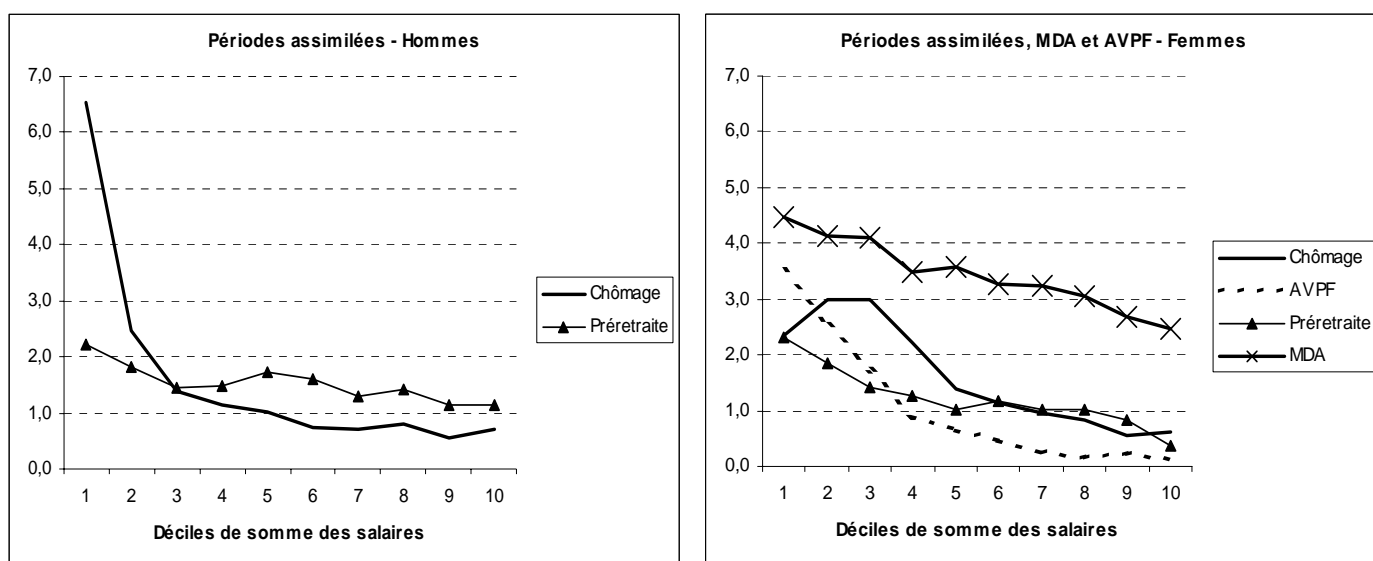 Périodes assimilées - Hommes
7,0
6,0
5,0
4,0
3,0
2,0
1,0
0,0
1 2 3 4 5 6 7 8 9 10
Déciles de somme des salaires
Chômage
Préretraite
Périodes assimilées, MDA et AVPF - Femmes
7,0
6,0
5,0
4,0
3,0
2,0
1,0
0,0
1 2 3 4 5 6 7 8 9 10
Déciles de somme des salaires
Chômage
AVPF
Préretraite
MDA